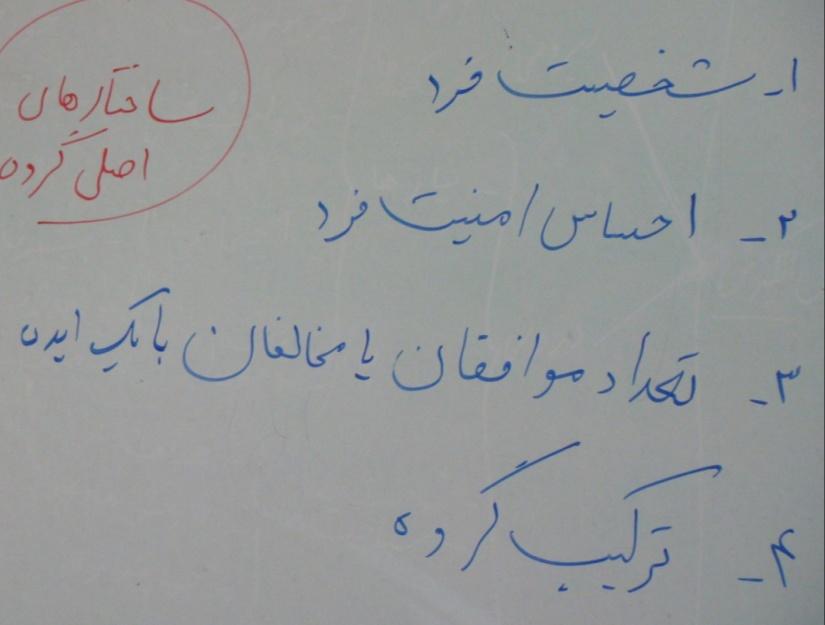 ساختارهای
اصلی گروه
۱- شخصیت فرد
۲- احساس امنیت فرد
۳- تعداد موافقان یا مخالفان با یک ایده
۴- ترکیب گروه